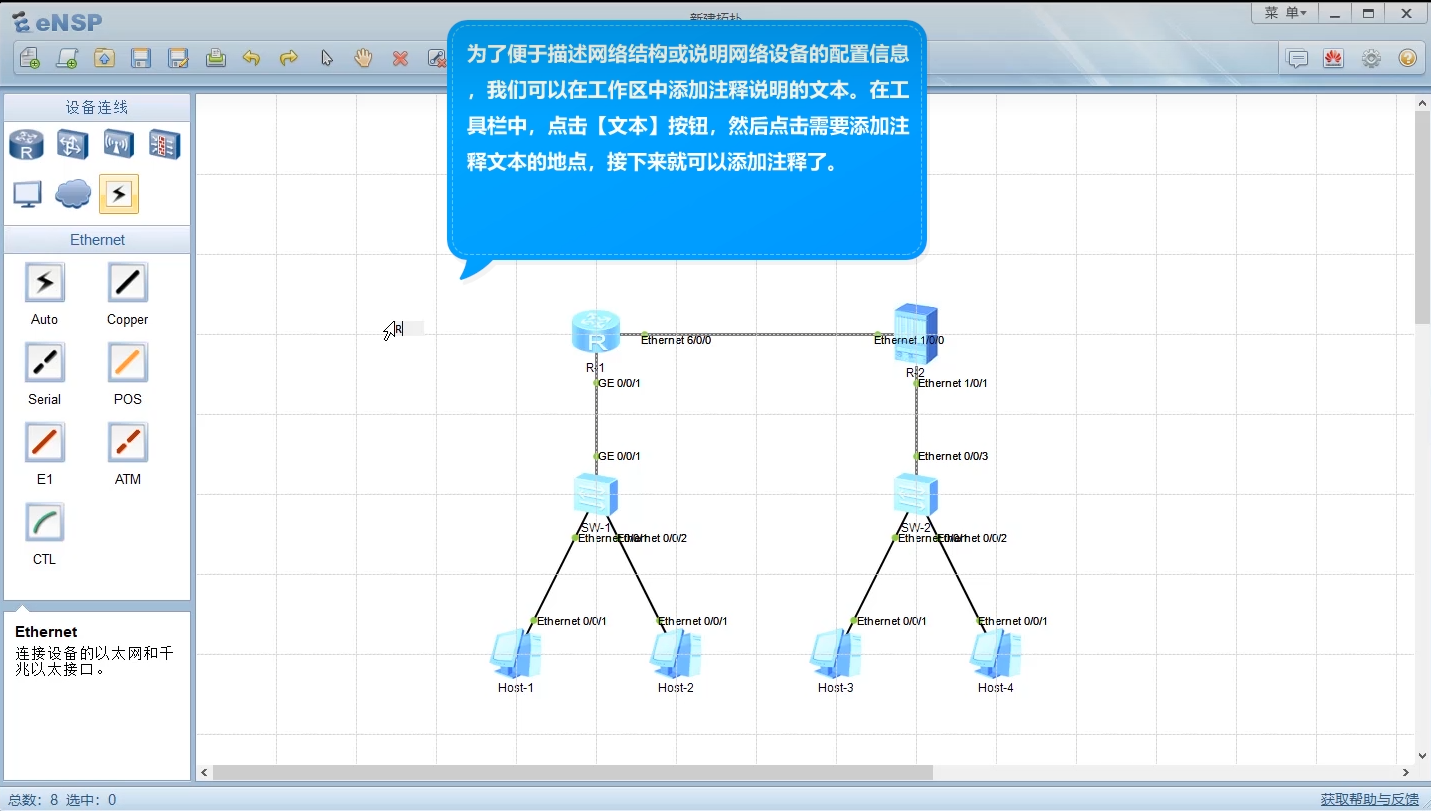 eNSP
新建拓扑
菜 单
为了便于描述网络结构或说明网络设备的配置信息
，我们可以在工作区中添加注释说明的文本。在工
具栏中，点击【文本】按钮，然后点击需要添加注
释文本的地点，接下来就可以添加注释了。
设备连线
R
Ethernet
Auto
Copper
Serial
POS
E1
ATM
CTL
Ethernet
连接设备的以太网和千
兆以太接口。
R
R
Ethernet 6/0/0
Ethernet 1/0/0
R-1
R-2
GE 0/0/1
Ethernet 1/0/1
GE 0/0/1
Ethernet 0/0/3
SW-1
SW-2
Ethernet 0/0/1
Ethernet 0/0/2
Ethernet 0/0/1
Ethernet 0/0/2
Ethernet 0/0/1
Ethernet 0/0/1
Ethernet 0/0/1
Ethernet 0/0/1
Host-1
Host-2
Host-3
Host-4
总数：8 选中：0
获取帮助与反馈